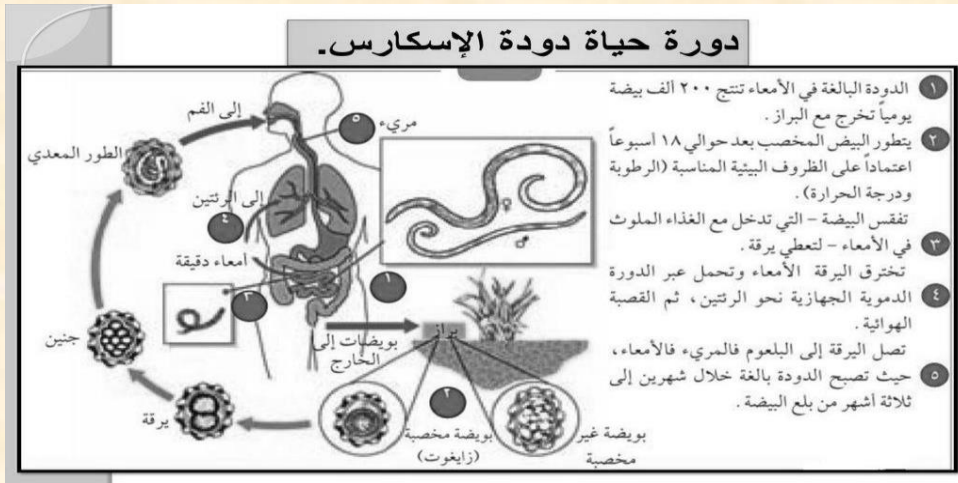 دورة حياة دودة الإسكارس.
١ الدودة البالغة في الأمعاء تنتج ٢٠٠ ألف بيضة
يومياً تخرج مع البراز .
٢ يتطور البيض المخصب بعد حوالي ١٨ أسبوعاً
اعتماداً على الظروف البيئية المناسبة (الرطوبة
ودرجة الحرارة) .
تفقس البيضة – التي تدخل مع الغذاء الملوث
٣ في الأمعاء – لتعطي يرقة .
تخترق اليرقة الأمعاء وتحمل عبر الدورة
٤ الدموية الجهازية نحو الرئتين، ثم القصبة
الهوائية .
تصل اليرقة إلى البلعوم فالمريء فالأمعاء،
٥ حيث تصبح الدودة بالغة خلال شهرين إلى
ثلاثة أشهر من بلع البيضة .
إلى الفم
٥
مريء
الطور المعدي
إلى الرئتين
٤
♀
♂
أمعاء دقيقة
١
٣
براز
بويضات إلى
الخارج
جنين
يرقة
٢
بويضة مخصبة
(زايغوت)
بويضة غير
مخصبة